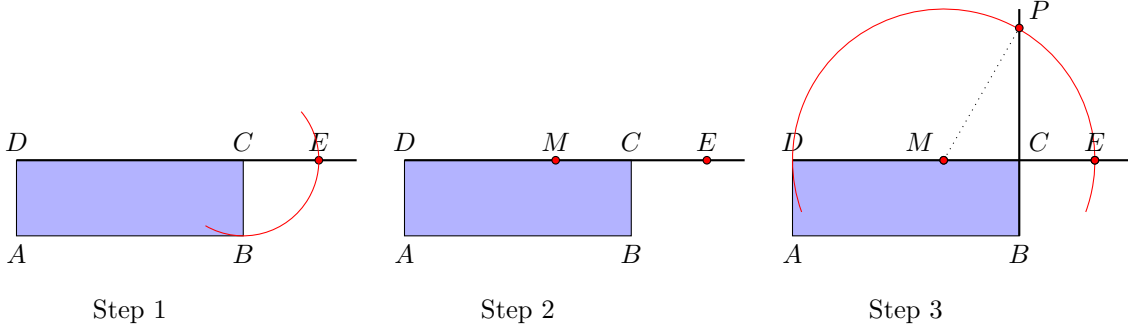 D C E
A B
Step 1
D M C E
A B
Step 2
P
D M C E
A B
Step 3